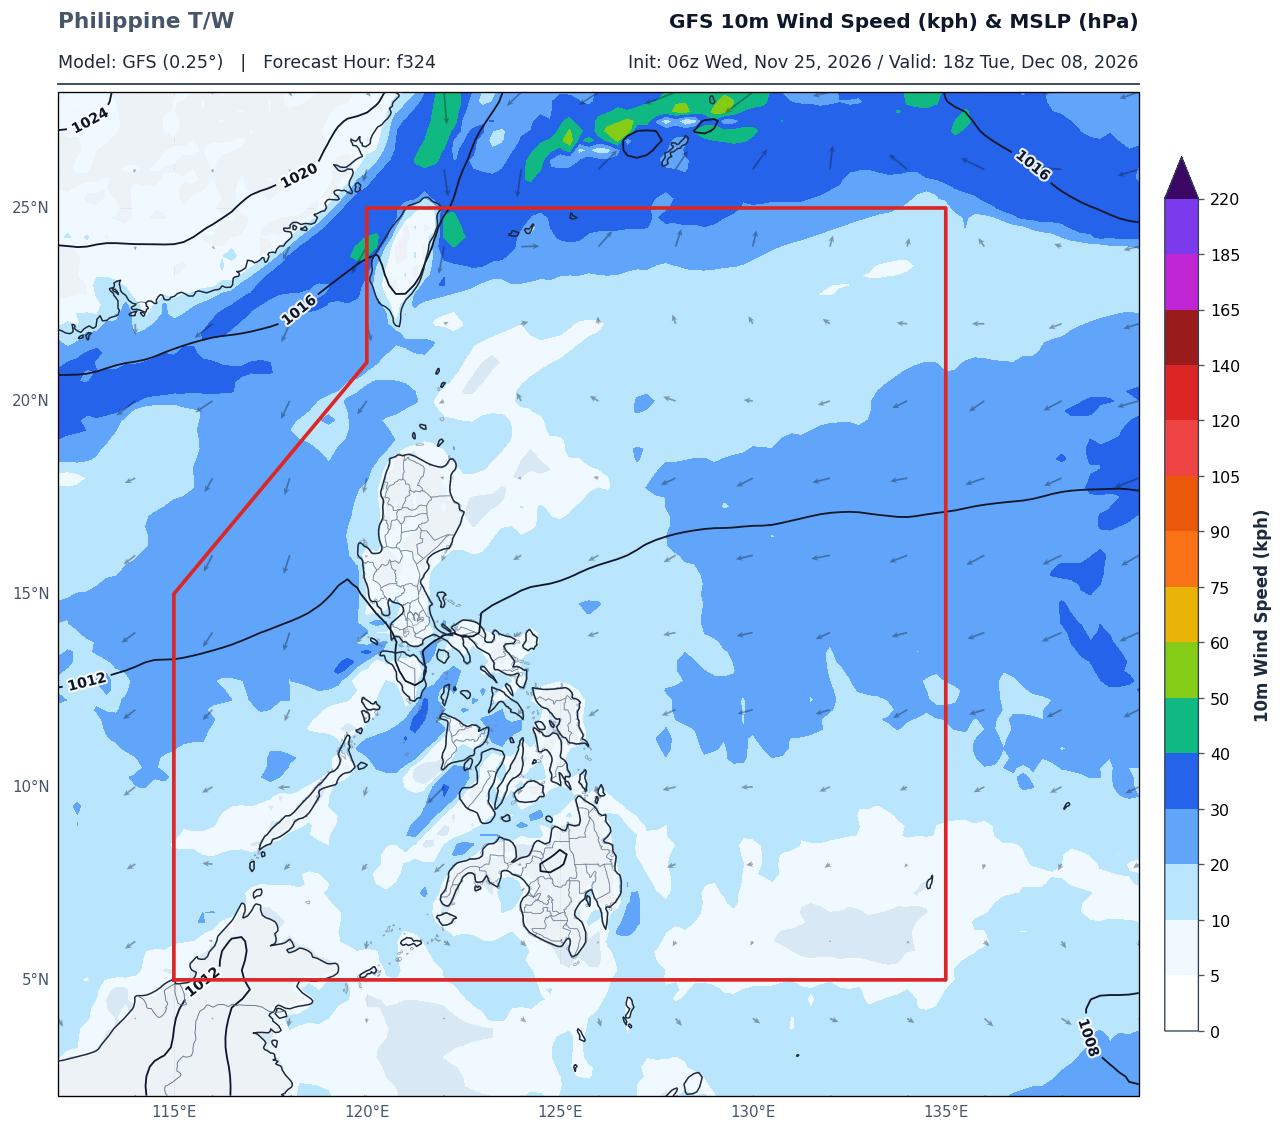 Philippine T/W
GFS 10m Wind Speed (kph) & MSLP (hPa)
Model: GFS (0.25°) | Forecast Hour: f324
Init: 06z Wed, Nov 25, 2026 / Valid: 18z Tue, Dec 08, 2026
1024
1020
1016
1016
1012
1012
1008
25°N
20°N
15°N
10°N
5°N
115°E
120°E
125°E
130°E
135°E
220
185
165
140
120
105
90
75
60
50
40
30
20
10
5
0
10m Wind Speed (kph)